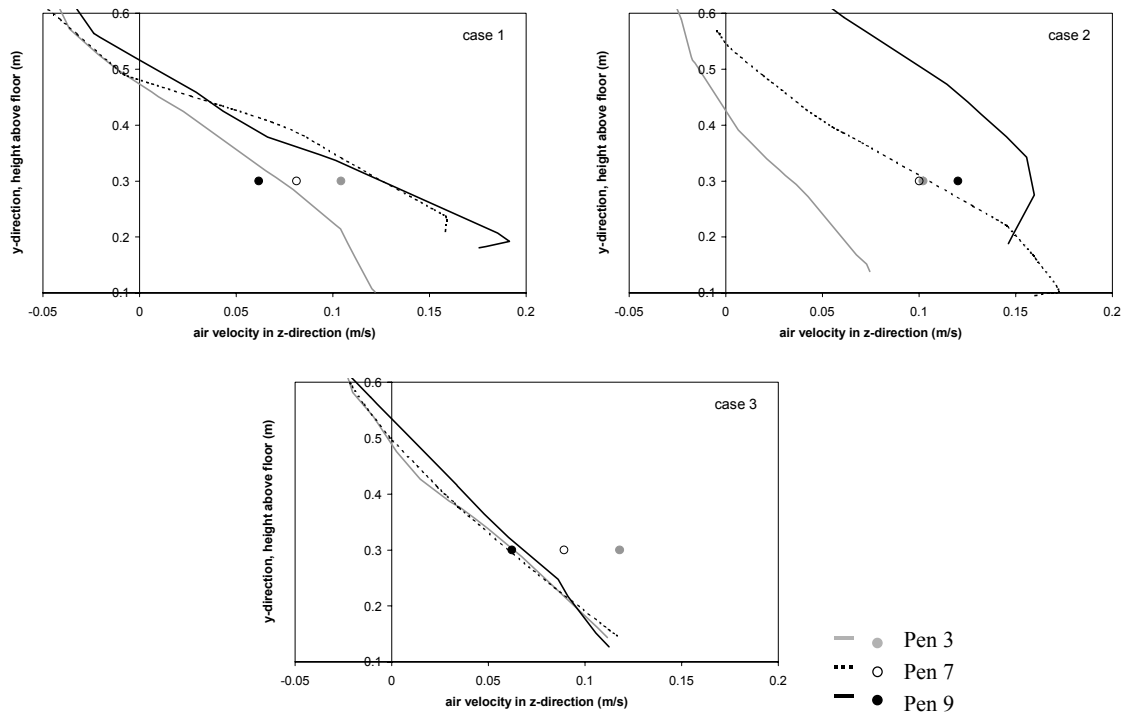 case 1
y-direction, height above floor (m)
0.6
0.5
0.4
0.3
0.2
0.1
-0.05 0 0.05 0.1 0.15 0.2
air velocity in z-direction (m/s)
case 2
y-direction, height above floor (m)
0.6
0.5
0.4
0.3
0.2
0.1
-0.05 0 0.05 0.1 0.15 0.2
air velocity in z-direction (m/s)
case 3
y-direction, height above floor (m)
0.6
0.5
0.4
0.3
0.2
0.1
-0.05 0 0.05 0.1 0.15 0.2
air velocity in z-direction (m/s)
Pen 3
Pen 7
Pen 9